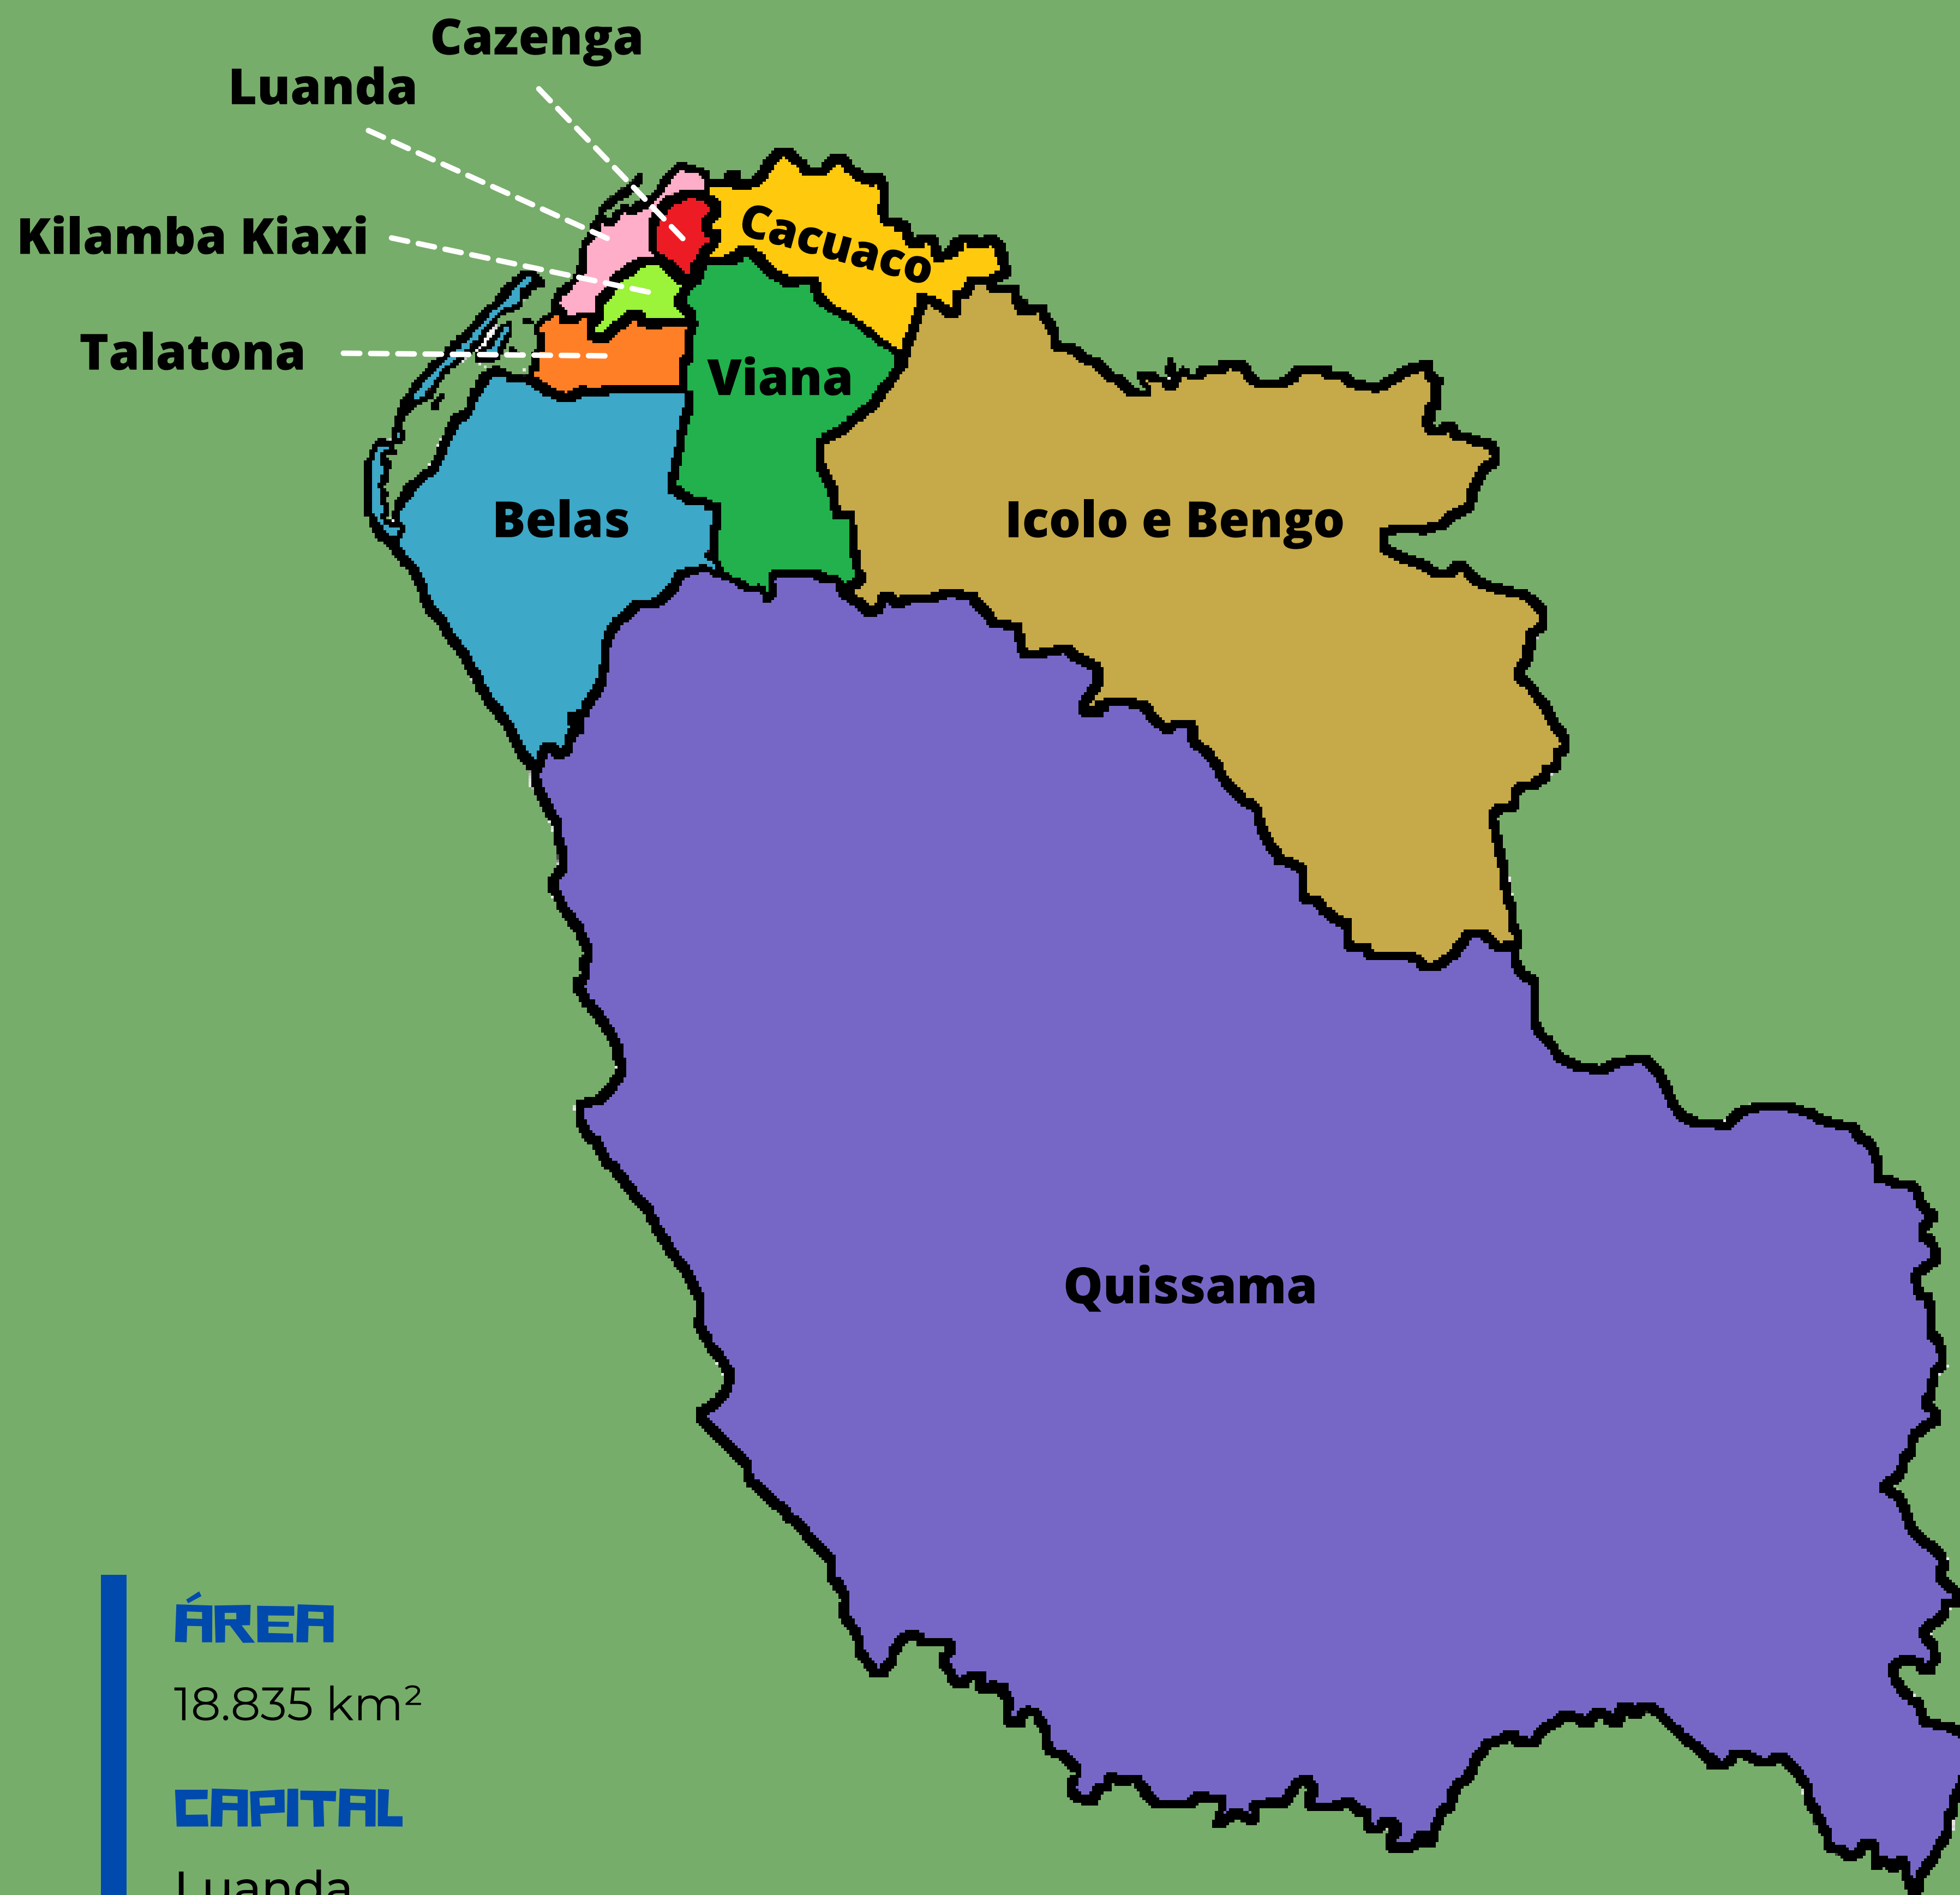 Cazenga
Luanda
Kilamba Kiaxi
Cacuaco
Talatona
Viana
Belas
Icolo e Bengo
Quissama
ÁREA
18.835 km²
CAPITAL
Luanda